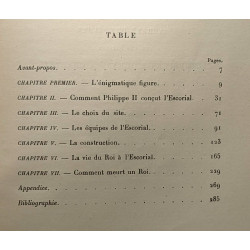 TABLE
Pages.
Avant-propos. 7
CHAPITRE PREMIER. — L'énigmatique figure. 9
CHAPITRE II. — Comment Philippe II conçut l'Escorial. 31
CHAPITRE III. — Le choix du site. 71
CHAPITRE IV. — Les équipes de l'Escorial. 91
CHAPITRE V. — La construction. 123
CHAPITRE VI. — La vie du Roi à l'Escorial. 165
CHAPITRE VII. — Comment meurt un Roi. 229
Appendice. 269
Bibliographie. 285